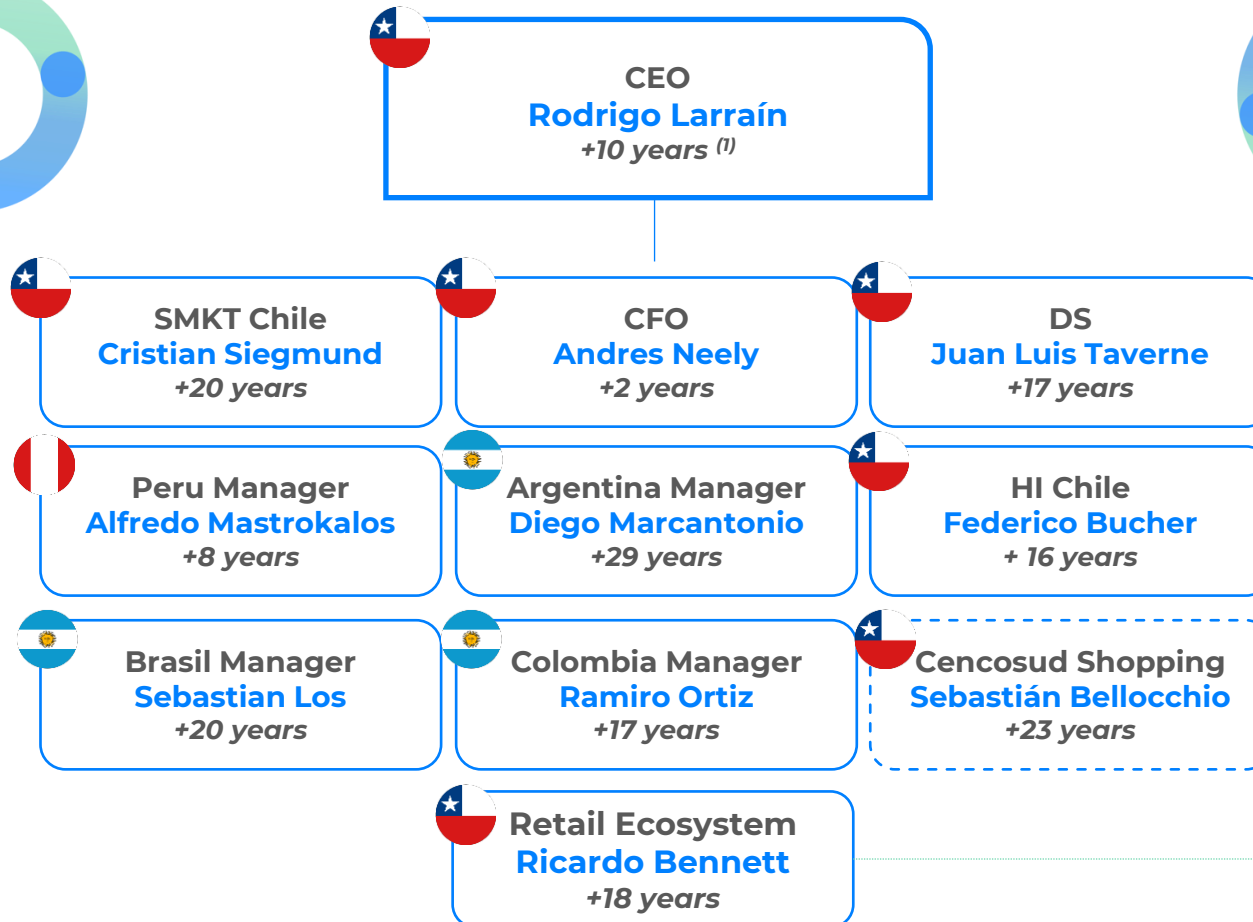 CEO
Rodrigo Larraín
+10 years (1)
SMKT Chile
Cristian Siegmund
+20 years
CFO
Andres Neely
+2 years
DS
Juan Luis Taverne
+17 years
Peru Manager
Alfredo Mastrokalos
+8 years
Argentina Manager
Diego Marcantonio
+29 years
HI Chile
Federico Bucher
+ 16 years
Brasil Manager
Sebastian Los
+20 years
Colombia Manager
Ramiro Ortiz
+17 years
Cencosud Shopping
Sebastián Bellocchio
+23 years
Retail Ecosystem
Ricardo Bennett
+18 years